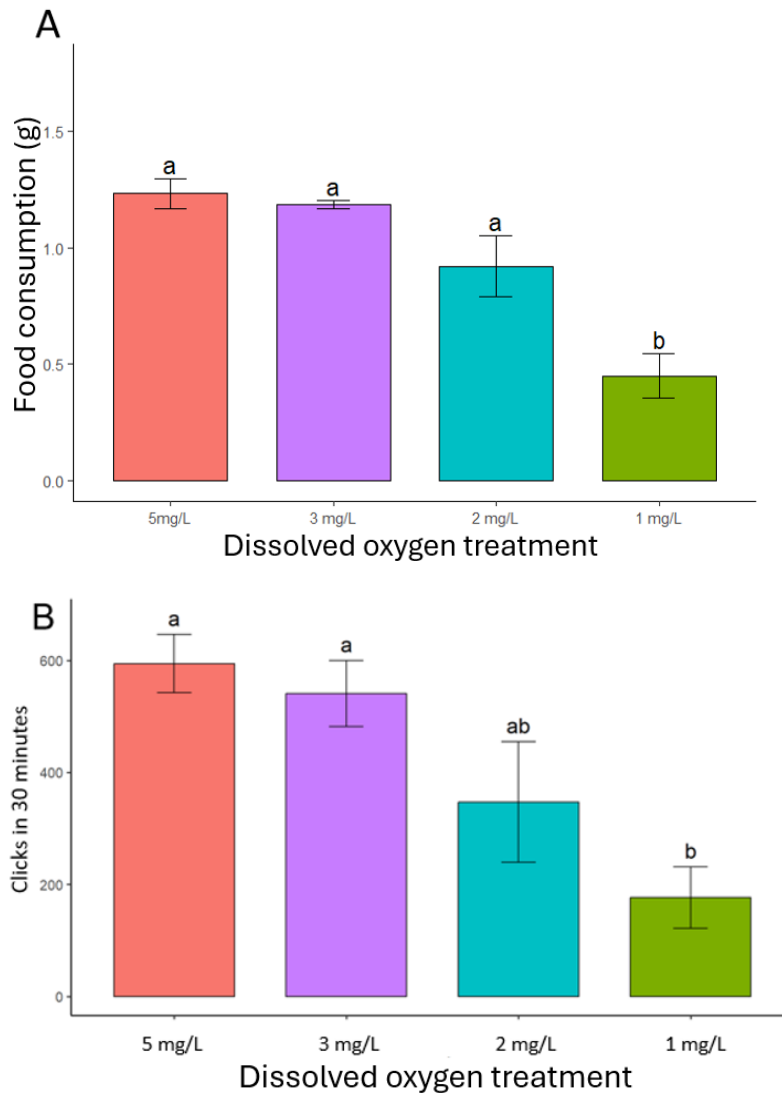 A
Food consumption (g)
1.5
1.0
0.5
0.0
a
a
a
b
5mg/L 3 mg/L 2 mg/L 1 mg/L
Dissolved oxygen treatment
B
Clicks in 30 minutes
600
400
200
0
a
a
ab
b
5 mg/L 3 mg/L 2 mg/L 1 mg/L
Dissolved oxygen treatment